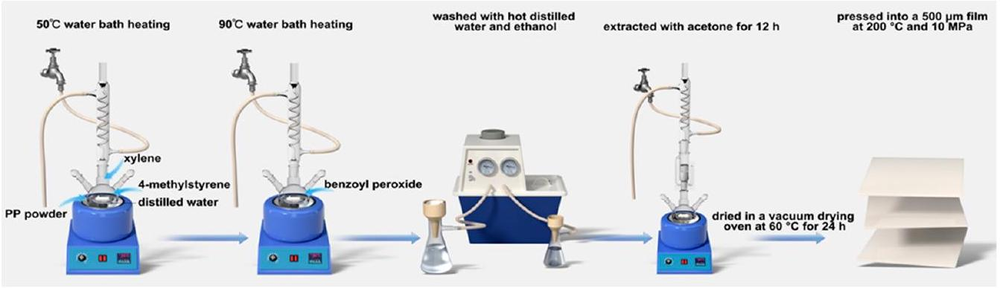 50℃ water bath heating
90℃ water bath heating
washed with hot distilled
water and ethanol
extracted with acetone for 12 h
pressed into a 500 μm film
at 200 °C and 10 MPa
xylene
4-methylstyrene
distilled water
PP powder
benzoyl peroxide
dried in a vacuum drying
oven at 60 °C for 24 h